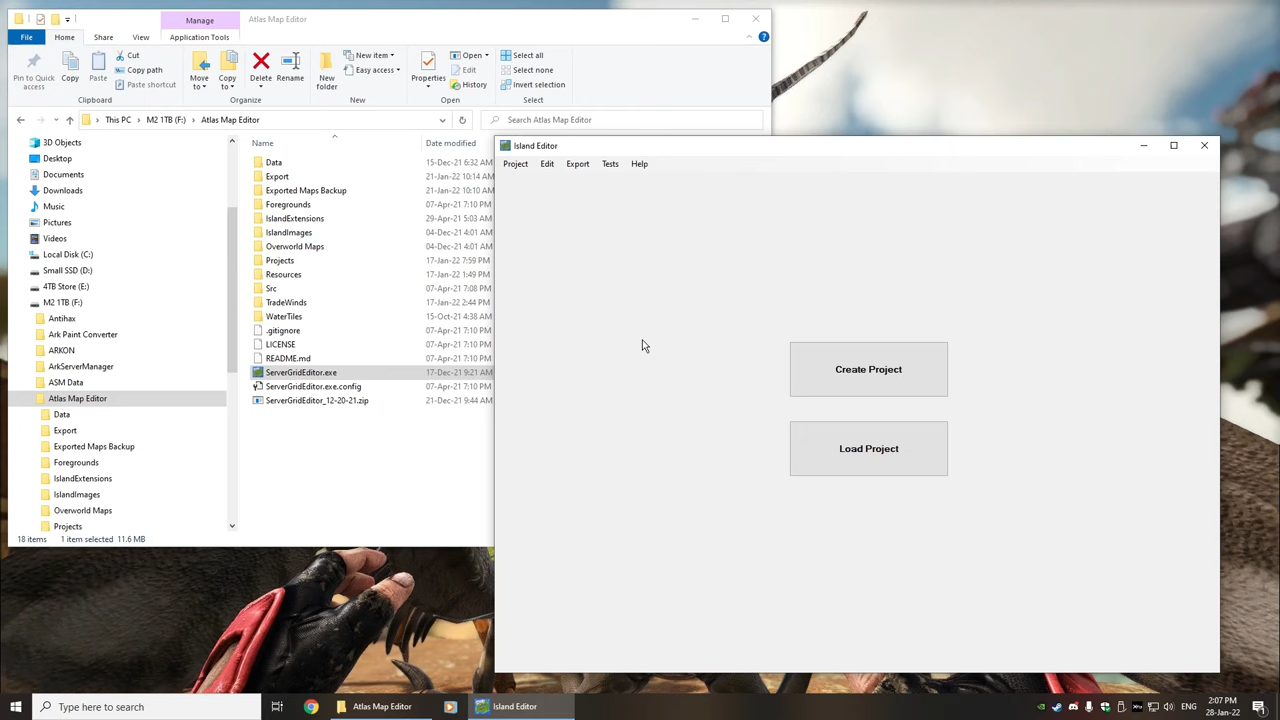 Manage
Atlas Map Editor
File
Home
Share
View
Application Tools
Pin to Quick access
Copy
Paste
Cut
Copy path
Paste shortcut
Clipboard
Move to
Copy to
Delete
Rename
Organize
New folder
New item
Easy access
New
Properties
Open
Edit
History
Open
Select all
Select none
Invert selection
Select
This PC > M2 1TB (F:) > Atlas Map Editor
Search Atlas Map Editor
3D Objects
Desktop
Documents
Downloads
Music
Pictures
Videos
Local Disk (C:)
Small SSD (D:)
4TB Store (E:)
M2 1TB (F:)
Antihax
Ark Paint Converter
ARKON
ArkServerManager
ASM Data
Atlas Map Editor
Data
Export
Exported Maps Backup
Foregrounds
IslandExtensions
IslandImages
Overworld Maps
Projects
Name Date modified
Data 15-Dec-21 6:32 AM
Export 21-Jan-22 10:14 AM
Exported Maps Backup 21-Jan-22 10:10 AM
Foregrounds 07-Apr-21 7:10 PM
IslandExtensions 29-Apr-21 5:03 AM
IslandImages 04-Dec-21 4:01 AM
Overworld Maps 04-Dec-21 4:01 AM
Projects 17-Jan-22 7:59 PM
Resources 17-Jan-22 1:49 PM
Src 07-Apr-21 7:08 PM
TradeWinds 17-Jan-22 2:44 PM
WaterTiles 15-Oct-21 4:38 AM
.gitignore 07-Apr-21 7:10 PM
LICENSE 07-Apr-21 7:10 PM
README.md 07-Apr-21 7:10 PM
ServerGridEditor.exe 17-Dec-21 9:21 AM
ServerGridEditor.exe.config 07-Apr-21 7:10 PM
ServerGridEditor_12-20-21.zip 21-Dec-21 9:44 AM
18 items 1 item selected 11.6 MB
Island Editor
Project Edit Export Tests Help
Create Project
Load Project
Type here to search
Atlas Map Editor
Island Editor
2:07 PM
28-Jan-22